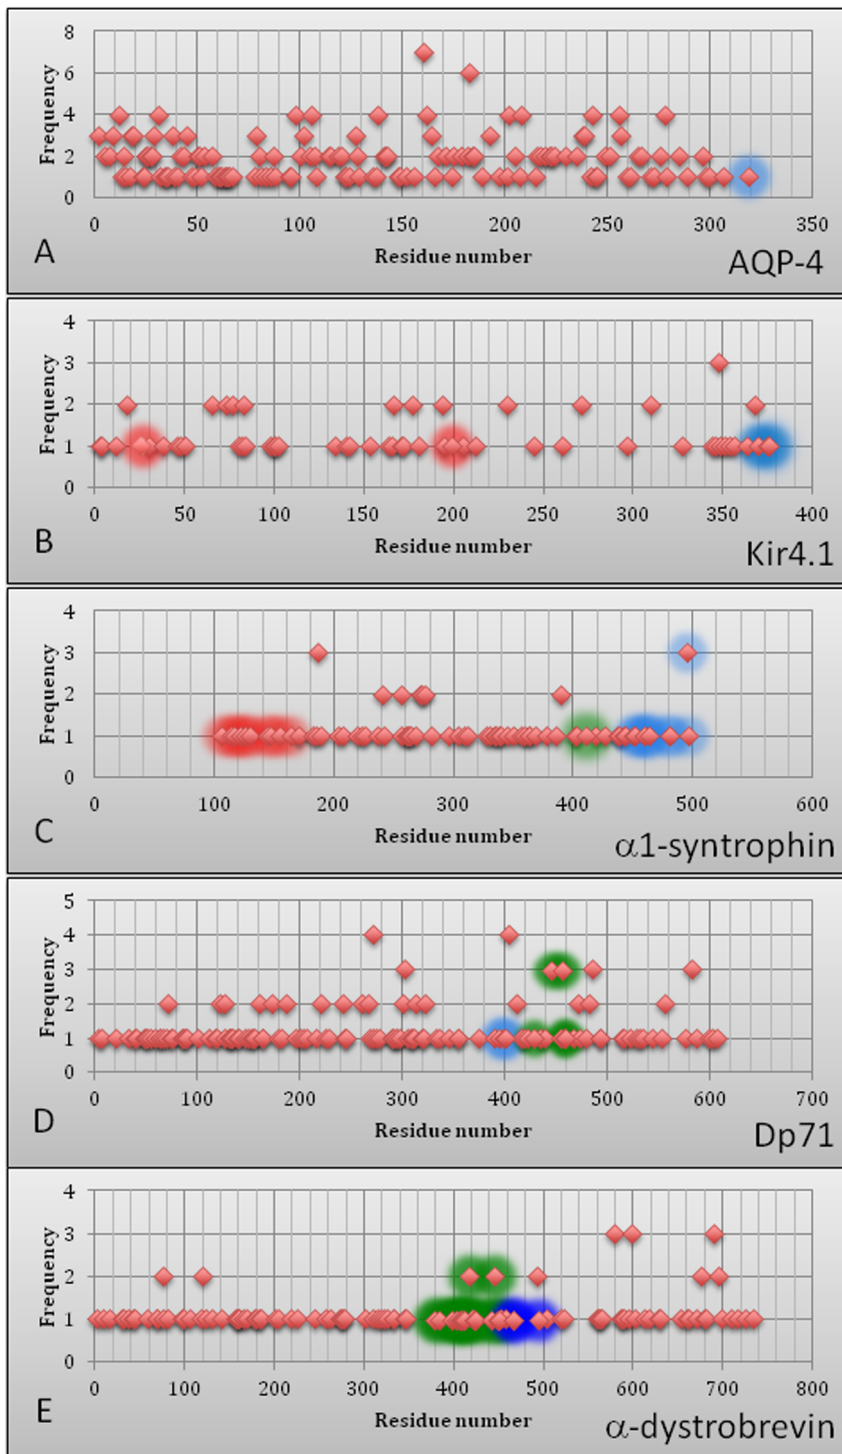 8
6
4
2
0
Frequency
0 50 100 150 200 250 300 350
Residue number
A
AQP-4
4
3
2
1
0
Frequency
0 50 100 150 200 250 300 350 400
Residue number
B
Kir4.1
4
3
2
1
0
Frequency
0 100 200 300 400 500 600
Residue number
C
α1-syntrophin
5
4
3
2
1
0
Frequency
0 100 200 300 400 500 600 700
Residue number
D
Dp71
4
3
2
1
0
Frequency
0 100 200 300 400 500 600 700 800
Residue number
E
α-dystrobrevin